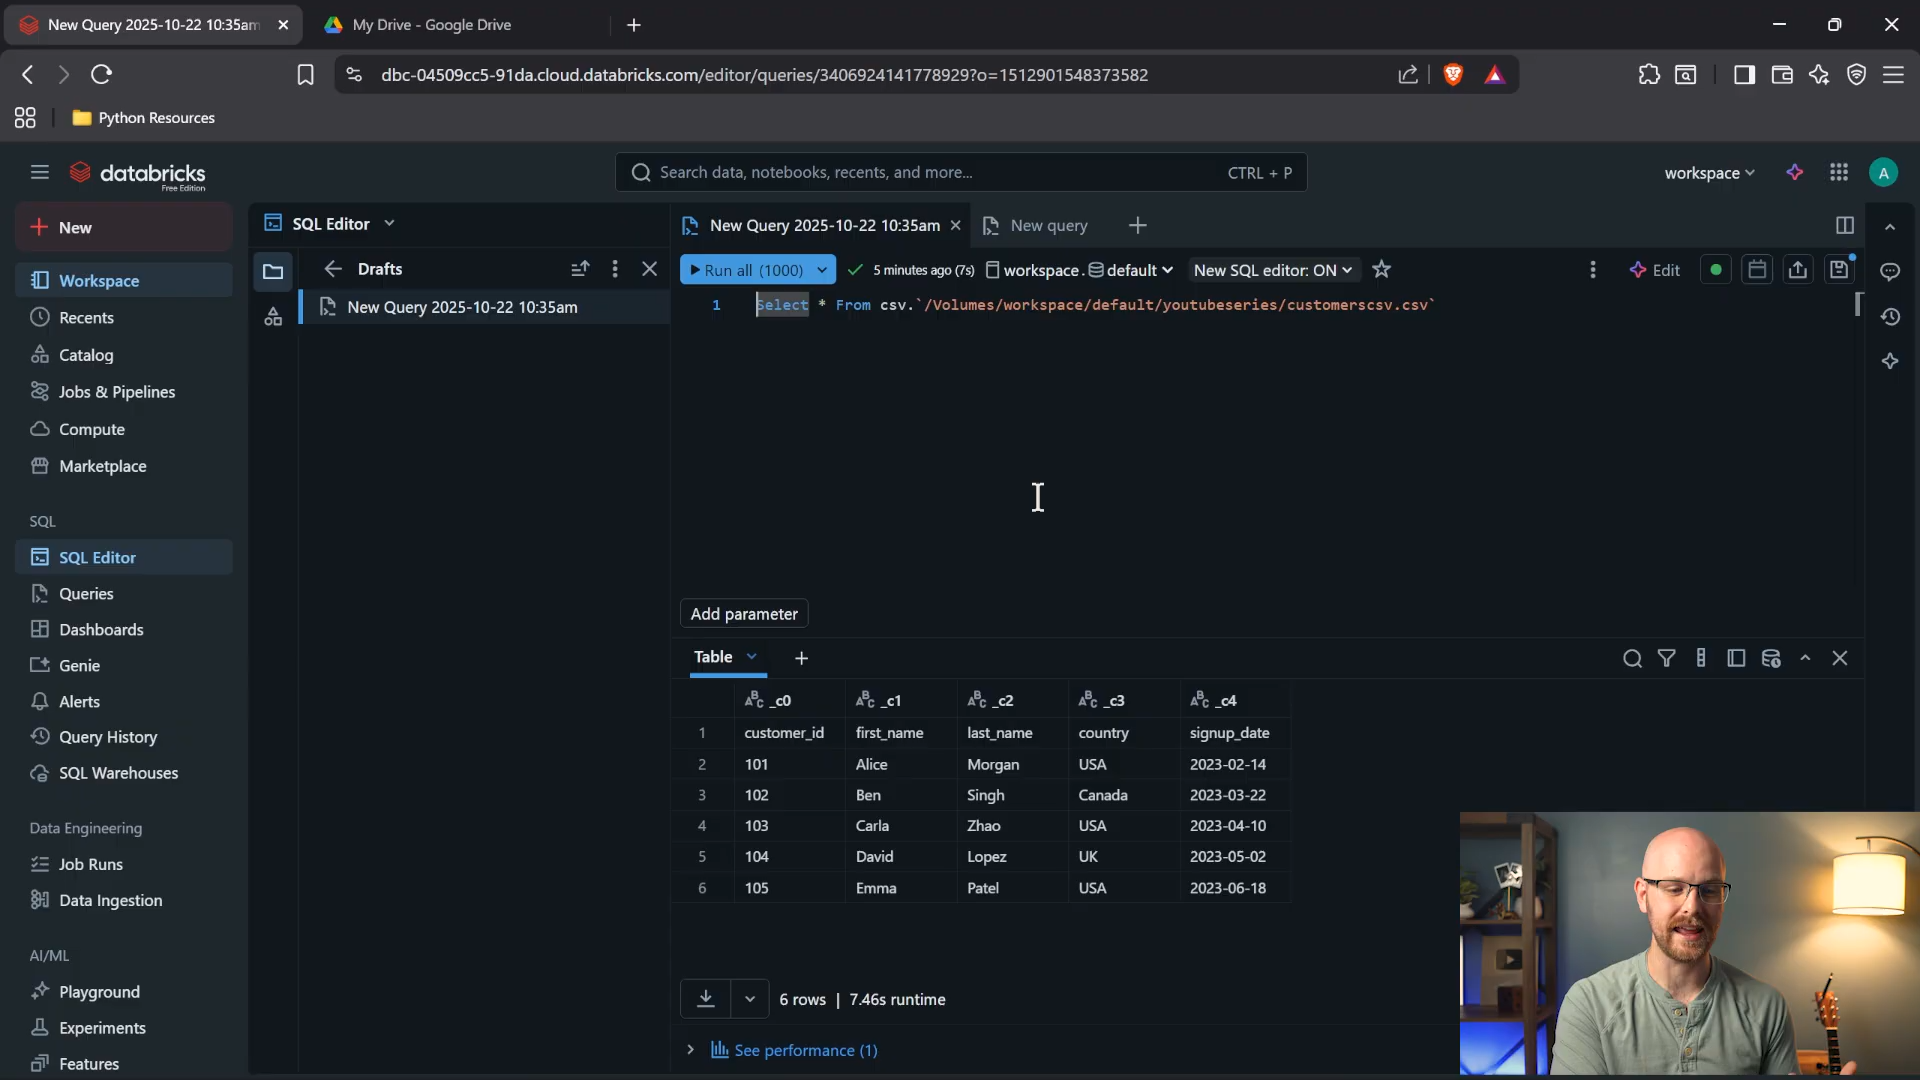 New Query 2025-10-22 10:35am
My Drive - Google Drive
dbc-04509cc5-91da.cloud.databricks.com/editor/queries/3406924141778929?o=1512901548373582
Python Resources
databricks
Free Edition
Search data, notebooks, recents, and more...
CTRL + P
workspace
A
New
Workspace
Recents
Catalog
Jobs & Pipelines
Compute
Marketplace
SQL
SQL Editor
Queries
Dashboards
Genie
Alerts
Query History
SQL Warehouses
Data Engineering
Job Runs
Data Ingestion
AI/ML
Playground
Experiments
Features
SQL Editor
Drafts
New Query 2025-10-22 10:35am
New Query 2025-10-22 10:35am
New query
Run all (1000)
5 minutes ago (7s)
workspace.
default
New SQL editor: ON
Edit
1 Select * From csv.`/Volumes/workspace/default/youtubeseries/customerscsv.csv`
Add parameter
Table
_c0 _c1 _c2 _c3 _c4
1 customer_id first_name last_name country signup_date
2 101 Alice Morgan USA 2023-02-14
3 102 Ben Singh Canada 2023-03-22
4 103 Carla Zhao USA 2023-04-10
5 104 David Lopez UK 2023-05-02
6 105 Emma Patel USA 2023-06-18
6 rows | 7.46s runtime
See performance (1)